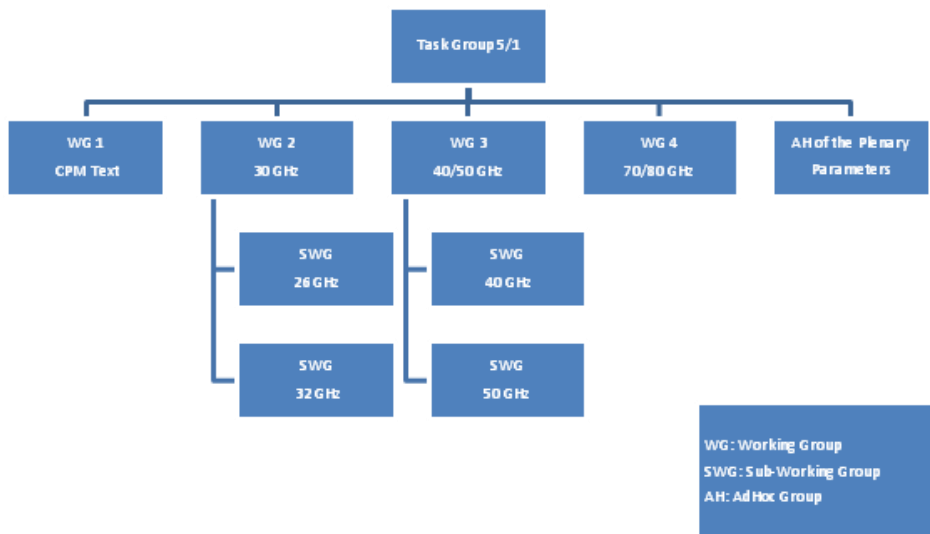 Task Group 5/1
WG 1
CPM Text
WG 2
30 GHz
WG 3
40/50 GHz
WG 4
70/80 GHz
AH of the Plenary
Parameters
SWG
26 GHz
SWG
40 GHz
SWG
32 GHz
SWG
50 GHz
WG: Working Group
SWG: Sub-Working Group
AH: AdHoc Group